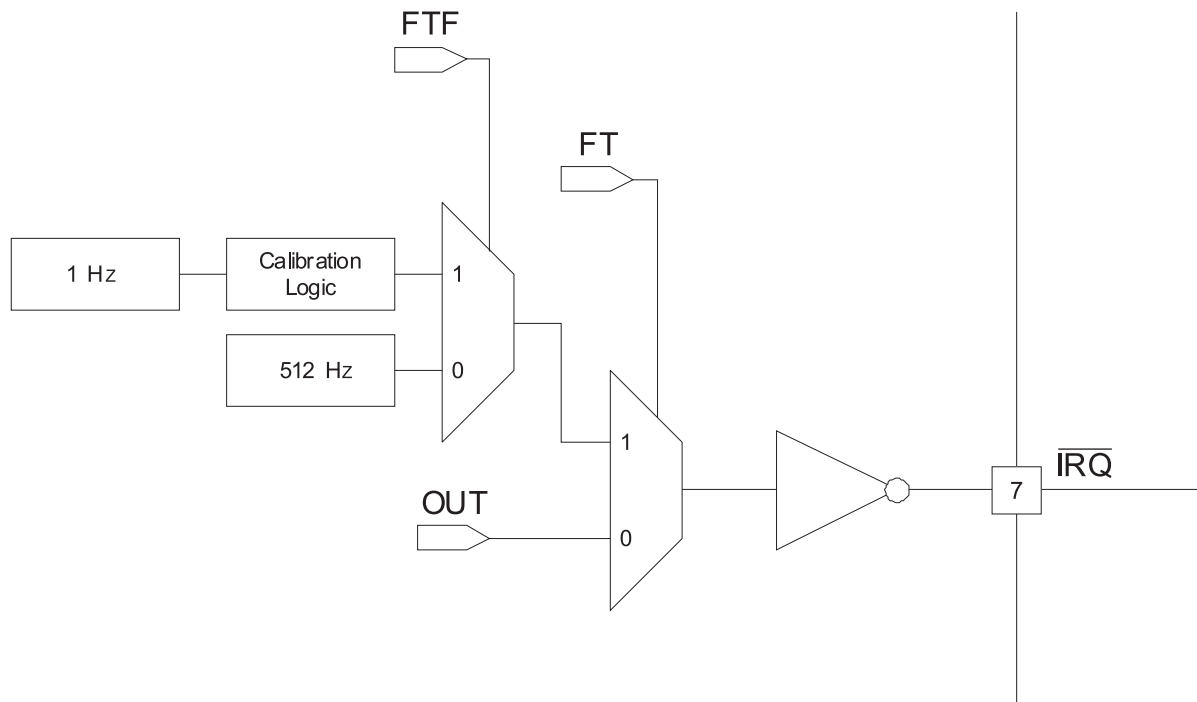 FTF
FT
1 Hz
Calibration
Logic
1
512 Hz
0
1
IRQ
7
OUT
0